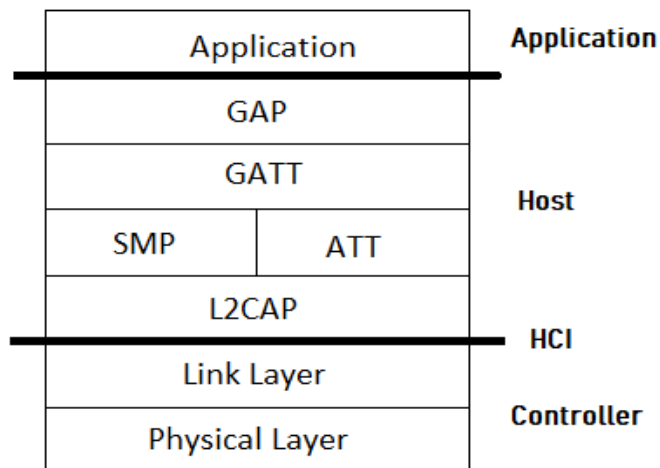 Application
Application
GAP
GATT
Host
SMP
ATT
L2CAP
HCI
Link Layer
Controller
Physical Layer